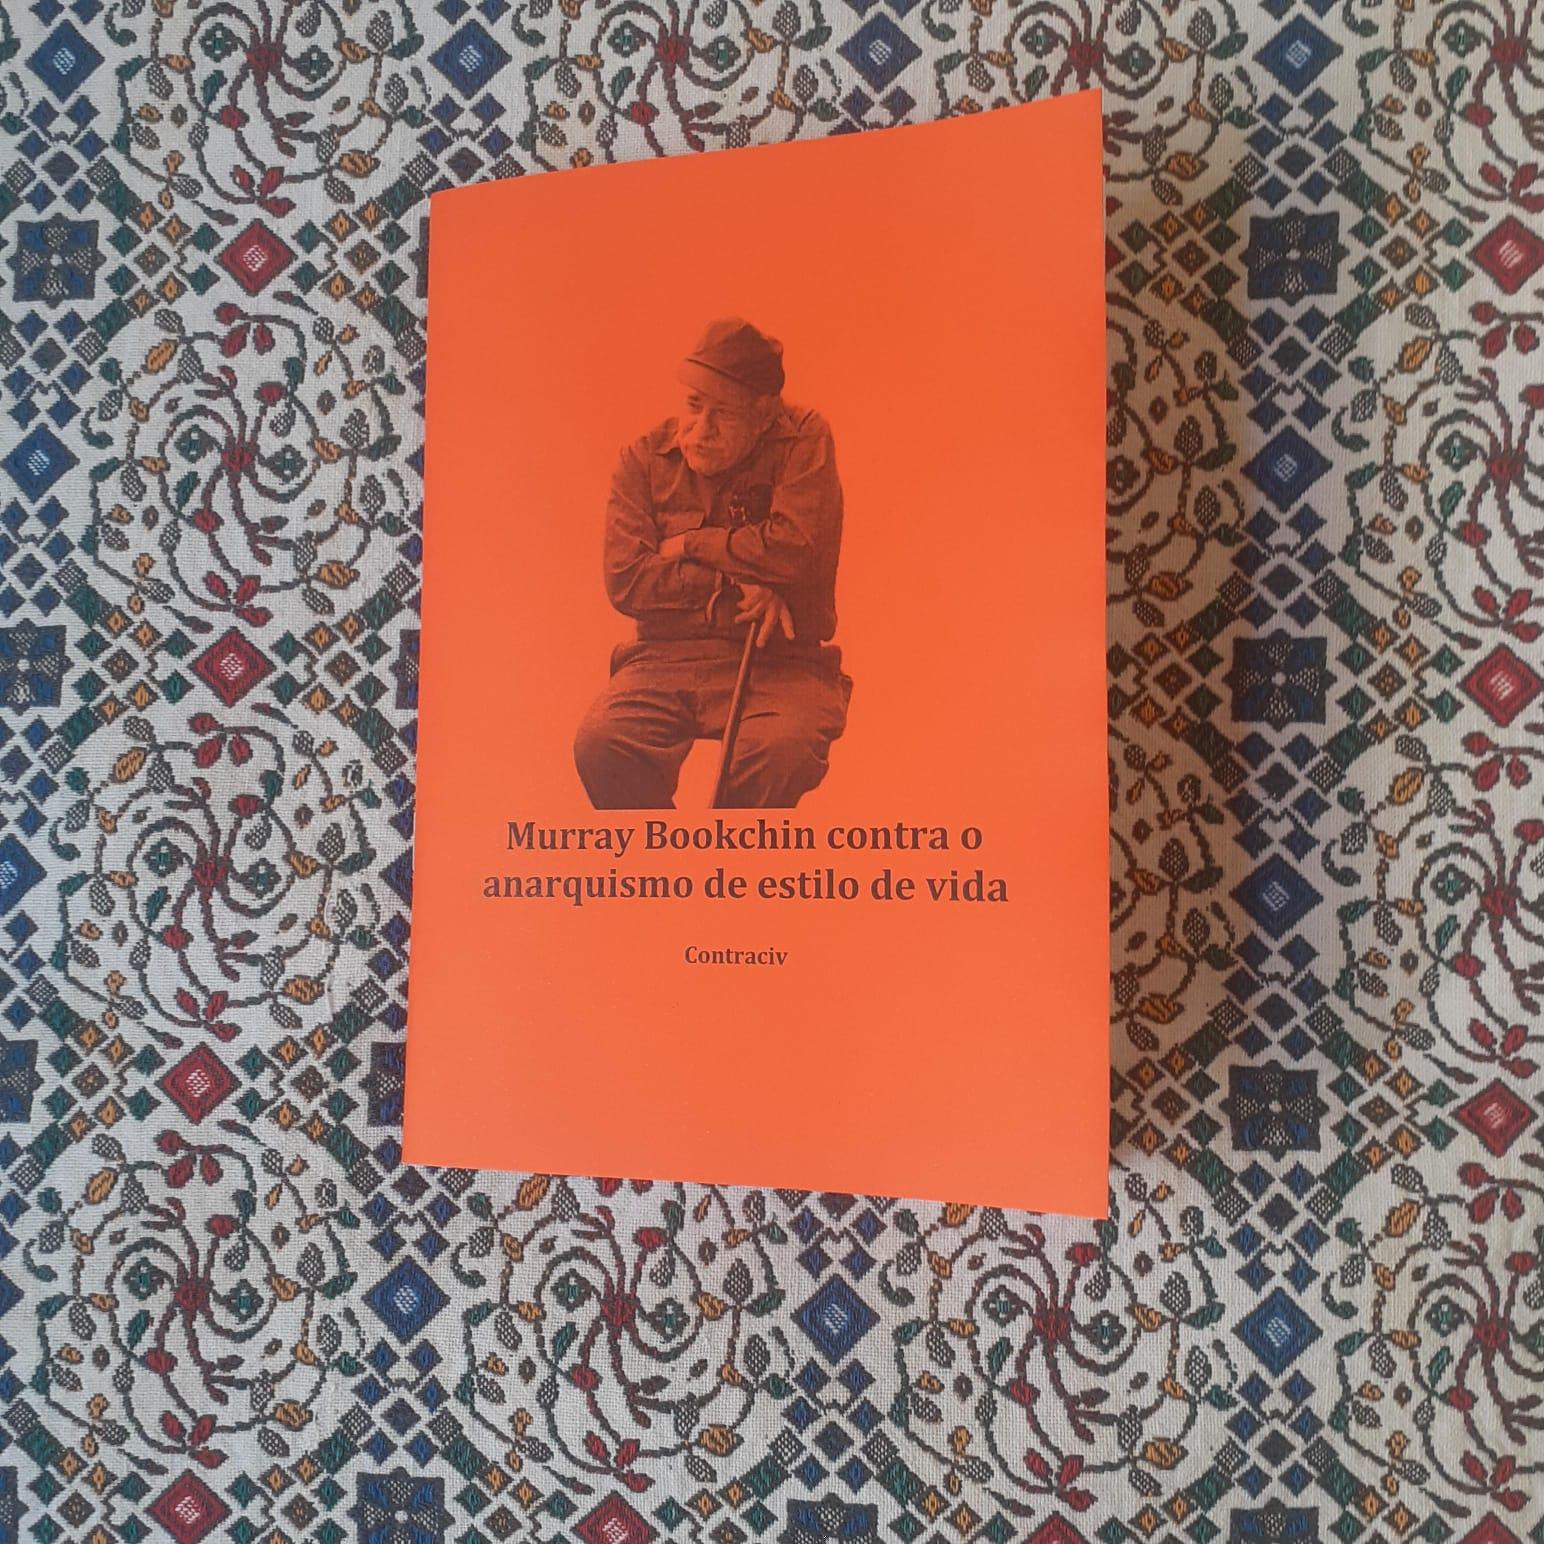 Murray Bookchin contra o
anarquismo de estilo de vida
Contraciv